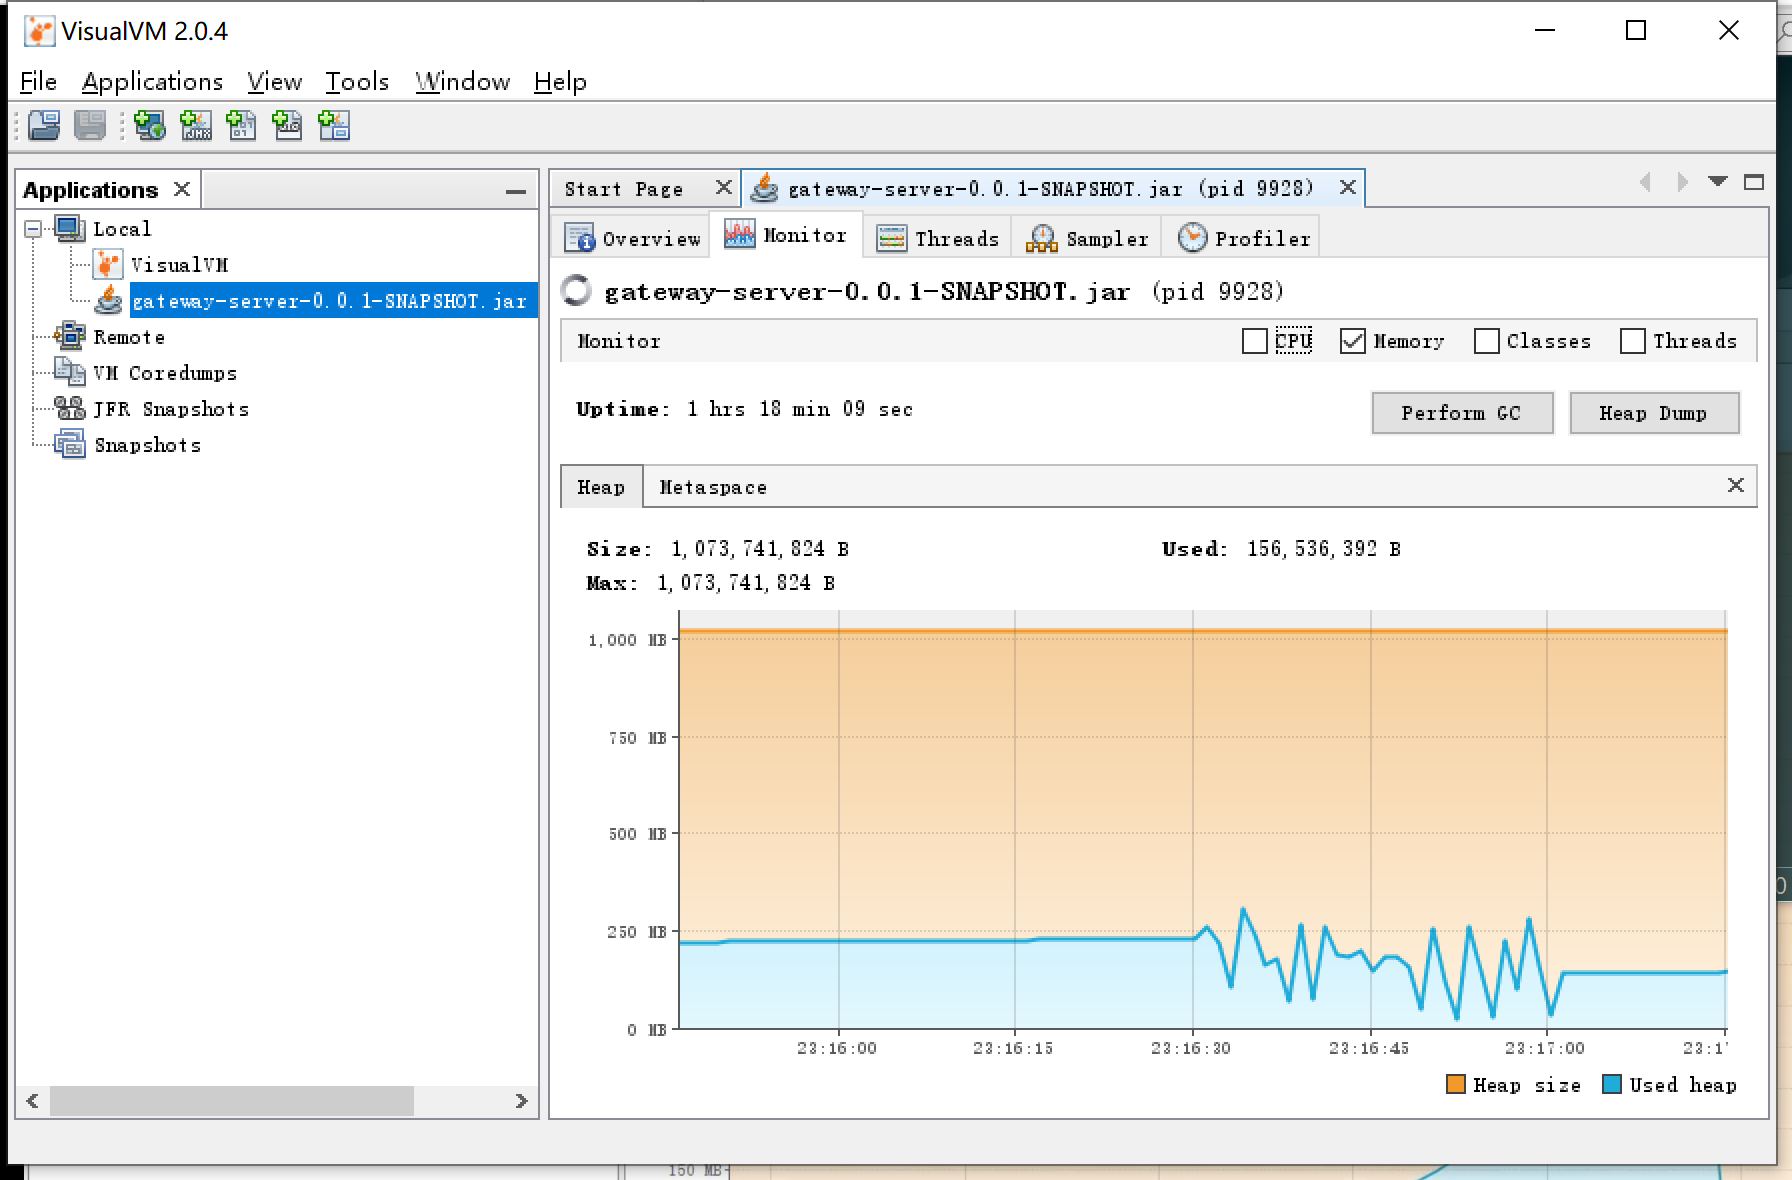 VisualVM 2.0.4
File Applications View Tools Window Help
Applications
Local
VisualVM
gateway-server-0.0.1-SNAPSHOT.jar
Remote
VM Coredumps
JFR Snapshots
Snapshots
Start Page
gateway-server-0.0.1-SNAPSHOT.jar (pid 9928)
Overview Monitor Threads Sampler Profiler
gateway-server-0.0.1-SNAPSHOT.jar (pid 9928)
Monitor
CPU Memory Classes Threads
Uptime: 1 hrs 18 min 09 sec
Perform GC Heap Dump
Heap Metaspace
Size: 1,073,741,824 B
Used: 156,536,392 B
Max: 1,073,741,824 B
1,000 MB
750 MB
500 MB
250 MB
0 MB
23:16:00 23:16:15 23:16:30 23:16:45 23:17:00
Heap size Used heap
150 MB